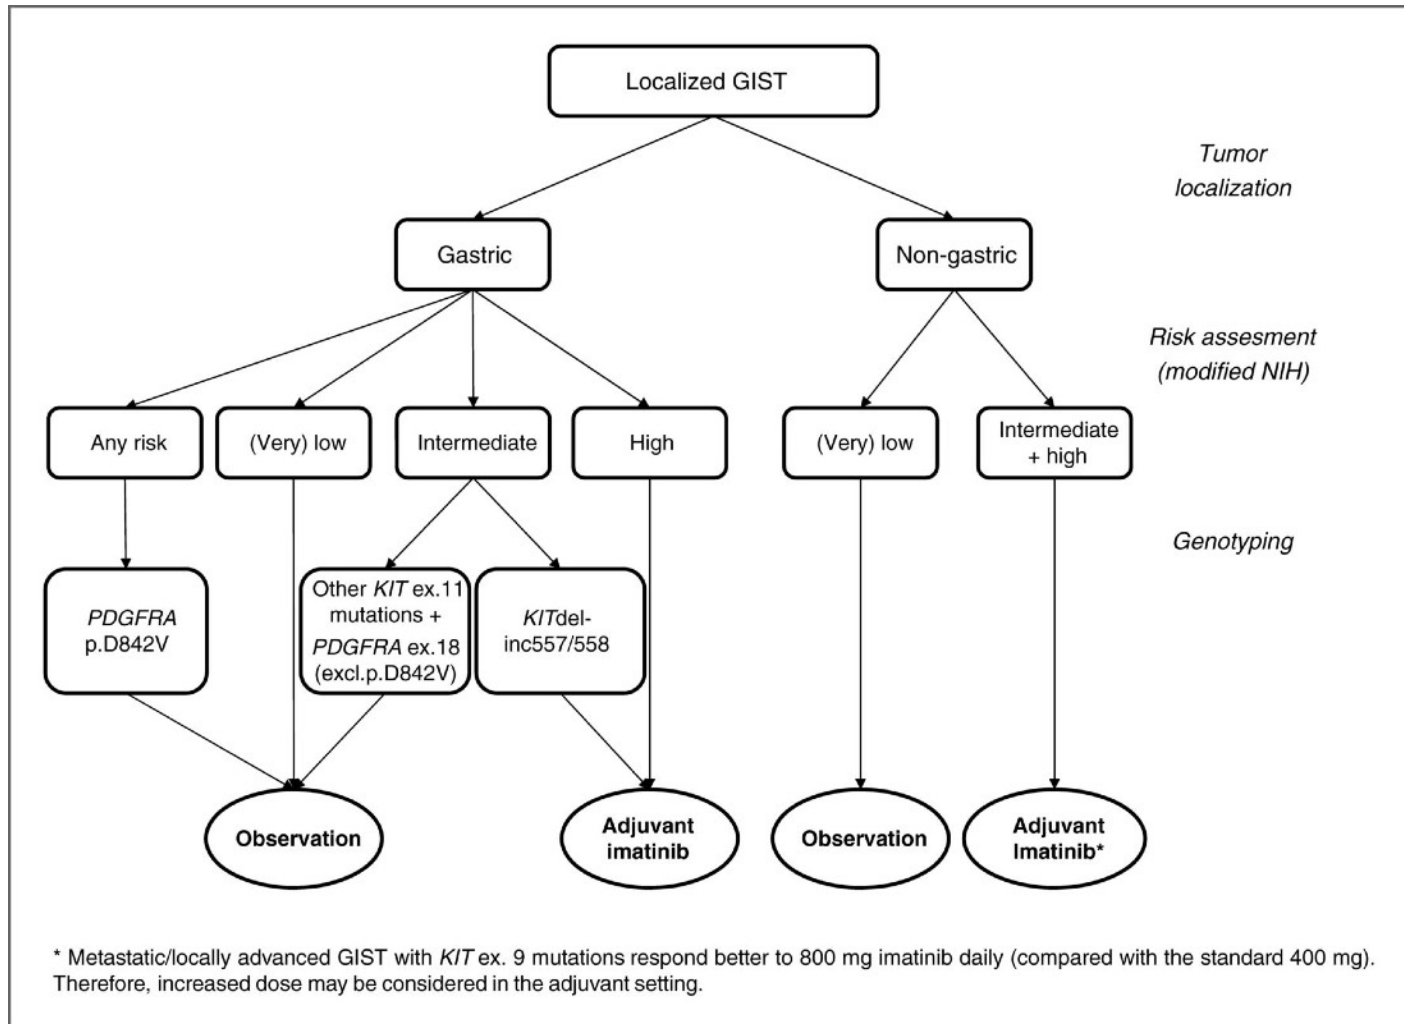 Localized GIST
Tumor
localization
Gastric
Non-gastric
Risk assesment
(modified NIH)
Any risk
(Very) low
Intermediate
High
(Very) low
Intermediate
+ high
Genotyping
PDGFRA
p.D842V
Other KIT ex.11
mutations +
PDGFRA ex.18
(excl.p.D842V)
KITdel-
inc557/558
Observation
Adjuvant
imatinib
Observation
Adjuvant
Imatinib*
* Metastatic/locally advanced GIST with KIT ex. 9 mutations respond better to 800 mg imatinib daily (compared with the standard 400 mg).
Therefore, increased dose may be considered in the adjuvant setting.